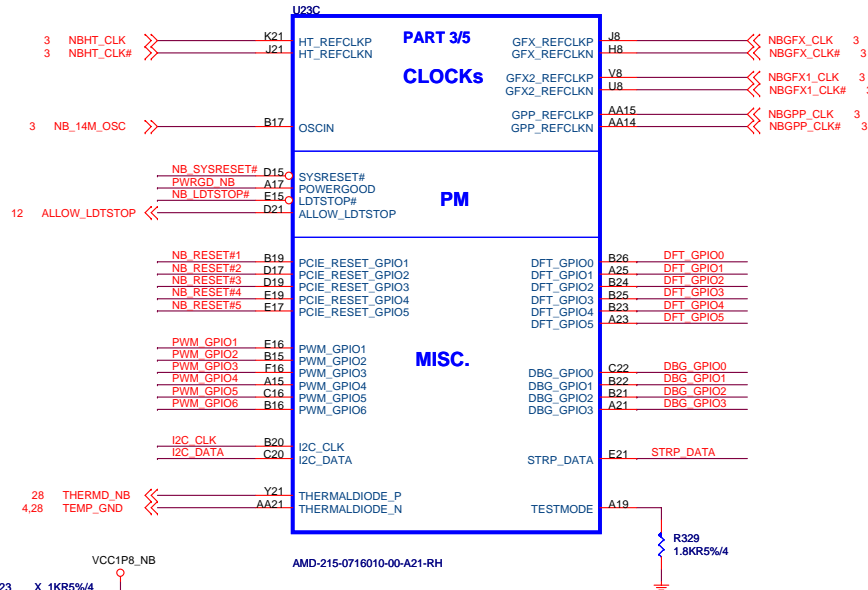 U23C
PART 3/5
CLOCKs
3 NBHT_CLK K21 HT_REFCLKP
3 NBHT_CLK# J21 HT_REFCLKN
GFX_REFCLKP J8 NBGFX_CLK 3
GFX_REFCLKN H8 NBGFX_CLK# 3
GFX2_REFCLKP V8 NBGFX1_CLK 3
GFX2_REFCLKN U8 NBGFX1_CLK#
GPP_REFCLKP AA15 NBGPP_CLK 3
GPP_REFCLKN AA14 NBGPP_CLK# 3
3 NB_14M_OSC B17 OSCIN
PM
NB_SYSRESET# D15 SYSRESET#
PWRGD_NB A17 POWERGOOD
NB_LDTSTOP# E15 LDTSTOP#
12 ALLOW_LDTSTOP D21 ALLOW_LDTSTOP
MISC.
NB_RESET#1 B19 PCIE_RESET_GPIO1
NB_RESET#2 D17 PCIE_RESET_GPIO2
NB_RESET#3 D19 PCIE_RESET_GPIO3
NB_RESET#4 E19 PCIE_RESET_GPIO4
NB_RESET#5 E17 PCIE_RESET_GPIO5
DFT_GPIO0 B26 DFT_GPIO0
DFT_GPIO1 A25 DFT_GPIO1
DFT_GPIO2 B24 DFT_GPIO2
DFT_GPIO3 B25 DFT_GPIO3
DFT_GPIO4 B23 DFT_GPIO4
DFT_GPIO5 A23 DFT_GPIO5
PWM_GPIO1 E16 PWM_GPIO1
PWM_GPIO2 B15 PWM_GPIO2
PWM_GPIO3 F16 PWM_GPIO3
PWM_GPIO4 A15 PWM_GPIO4
PWM_GPIO5 C16 PWM_GPIO5
PWM_GPIO6 B16 PWM_GPIO6
DBG_GPIO0 C22 DBG_GPIO0
DBG_GPIO1 B22 DBG_GPIO1
DBG_GPIO2 B21 DBG_GPIO2
DBG_GPIO3 A21 DBG_GPIO3
I2C_CLK B20 I2C_CLK
I2C_DATA C20 I2C_DATA
STRP_DATA E21 STRP_DATA
28 THERMD_NB Y21 THERMALDIODE_P
4,28 TEMP_GND AA21 THERMALDIODE_N
TESTMODE A19
R329
1.8KR5%/4
AMD-215-0716010-00-A21-RH
VCC1P8_NB
23 X_1KR5%/4